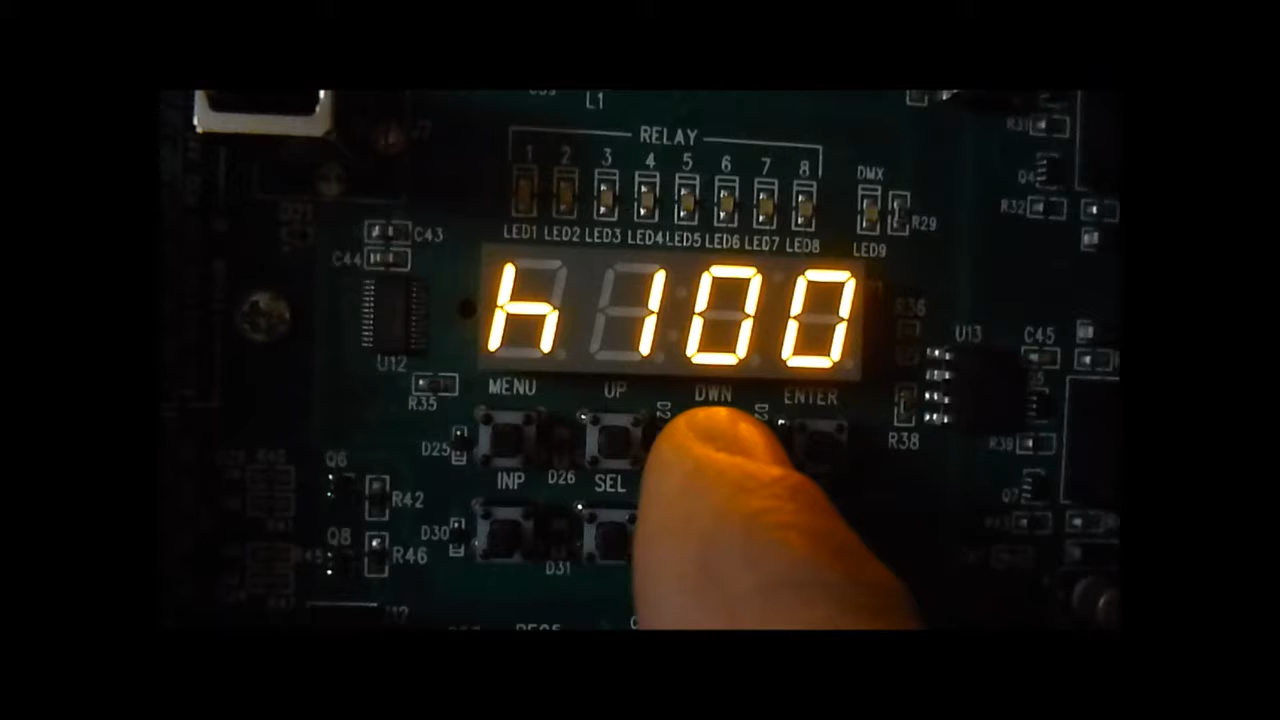 L1
RELAY
1 2 3 4 5 6 7 8 DMX
R31
Q4
R32
C43
R29
LED1 LED2 LED3 LED4 LED5 LED6 LED7 LED8 LED9
C44
h100
R36
U13 C45
U12
MENU UP DWN ENTER
R35
R38
R39
D25
Q6
INP D26 SEL
R42
Q7
D30
Q8
R46
D31